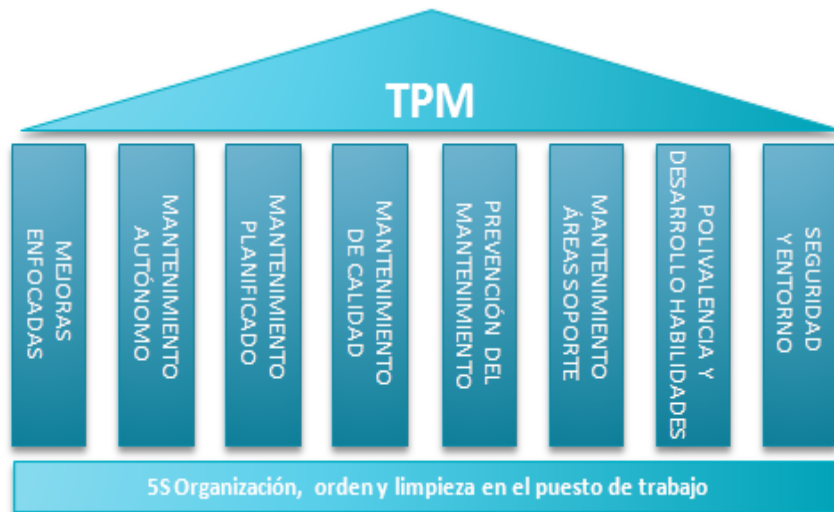 TPM
MEJORAS
ENFOCADAS
MANTENIMIENTO
AUTÓNOMO
MANTENIMIENTO
PLANIFICADO
MANTENIMIENTO
DE CALIDAD
PREVENCIÓN DEL
MANTENIMIENTO
MANTENIMIENTO
ÁREAS SOPORTE
POLIVALENCIA Y
DESARROLLO HABILIDADES
SEGURIDAD
Y ENTORNO
5S Organización, orden y limpieza en el puesto de trabajo